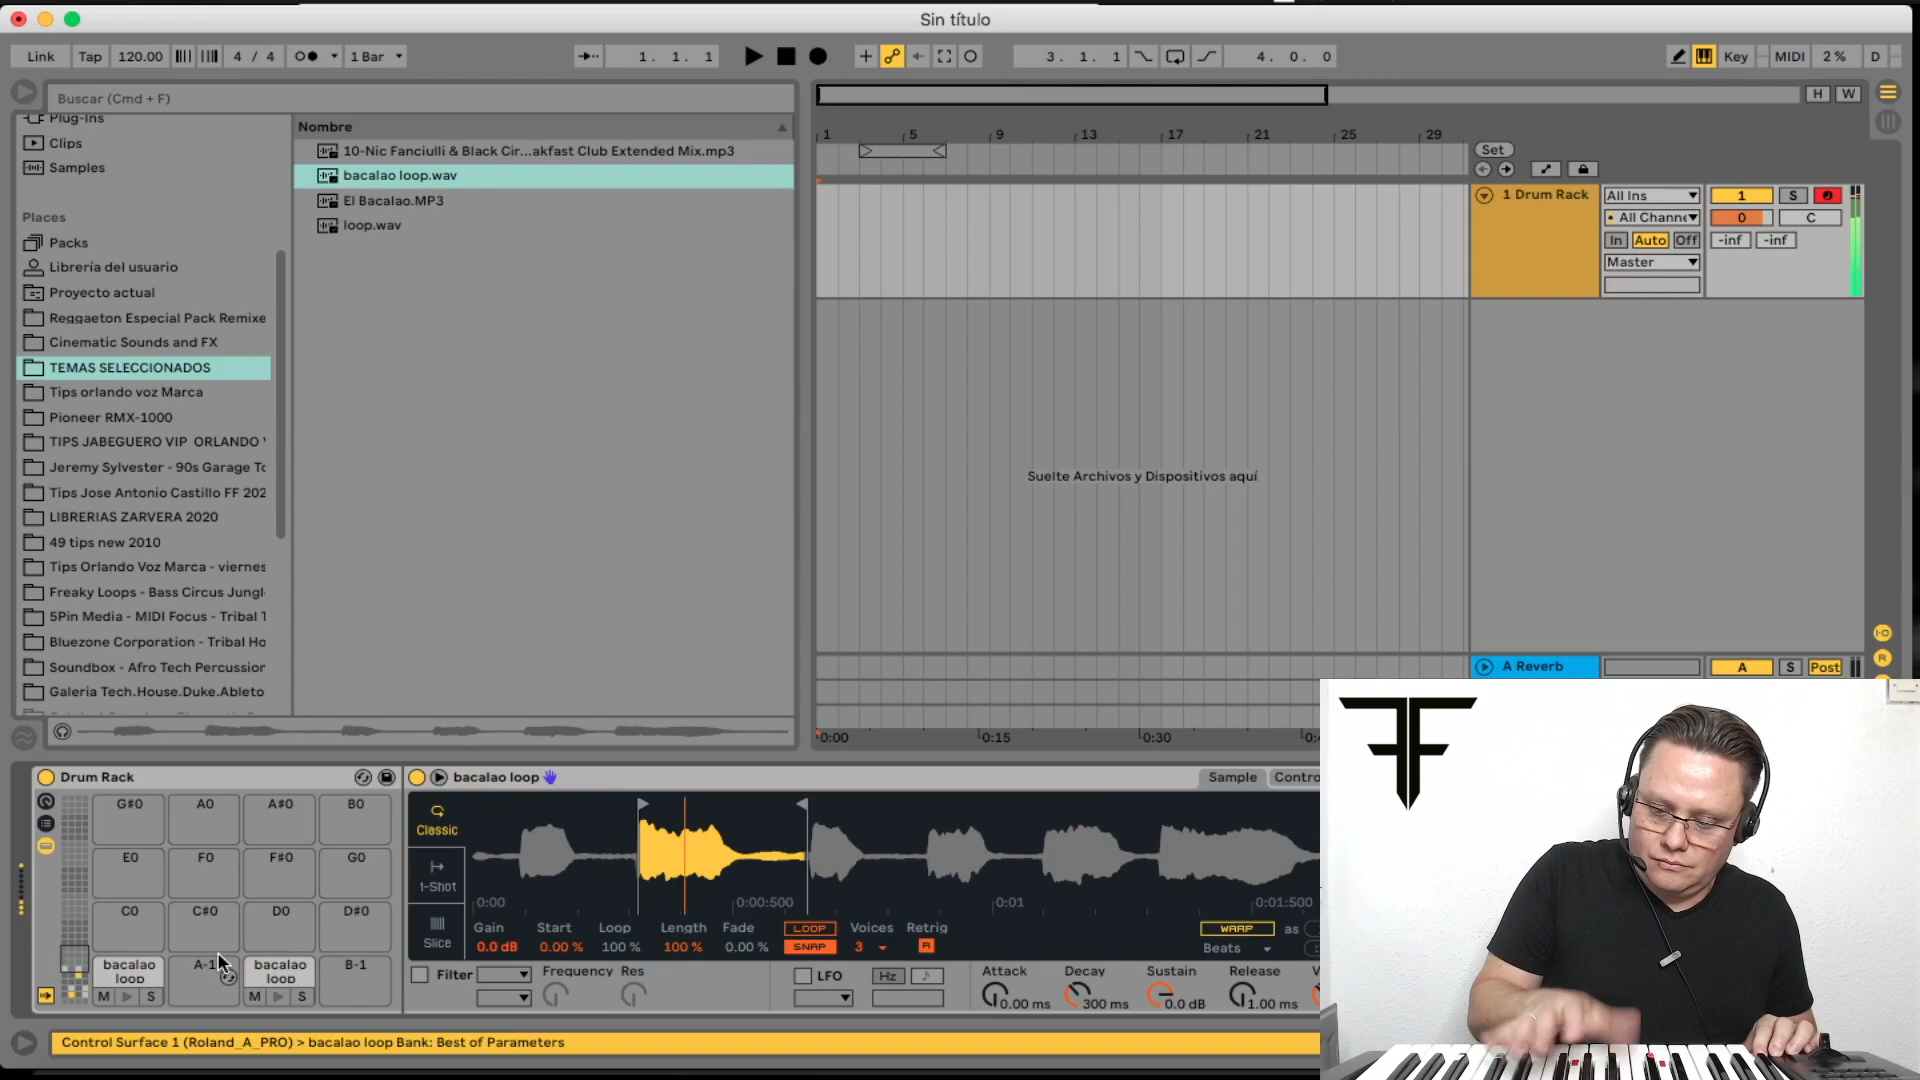 Sin título
Link Tap 120.00 4 / 4 1 Bar 1. 1. 1 3. 1. 1 4. 0. 0 Key MIDI 2 % D
Buscar (Cmd + F)
H W
Plug-Ins
Clips
Samples
Places
Packs
Librería del usuario
Proyecto actual
Reggaeton Especial Pack Remixe
Cinematic Sounds and FX
TEMAS SELECCIONADOS
Tips orlando voz Marca
Pioneer RMX-1000
TIPS JABEGUERO VIP ORLANDO
Jeremy Sylvester - 90s Garage To
Tips Jose Antonio Castillo FF 202
LIBRERIAS ZARVERA 2020
49 tips new 2010
Tips Orlando Voz Marca - viernes
Freaky Loops - Bass Circus Jungl
5Pin Media - MIDI Focus - Tribal T
Bluezone Corporation - Tribal Ho
Soundbox - Afro Tech Percussion
Galeria Tech.House.Duke.Ableto
Nombre
10-Nic Fanciulli & Black Cir...akfast Club Extended Mix.mp3
bacalao loop.wav
El Bacalao.MP3
loop.wav
1 5 9 13 17 21 25 29
Set
1 Drum Rack All Ins 1 S
All Channe 0 C
In Auto Off -inf -inf
Master
Suelte Archivos y Dispositivos aquí
A Reverb A S Post
I·O
R
0:00 0:15 0:30
Drum Rack
G#0 A0 A#0 B0
E0 F0 F#0 G0
C0 C#0 D0 D#0
bacalao loop A-1 bacalao loop B-1
M S M S
bacalao loop Sample Contro
Classic
1-Shot
Slice
0:00 0:00:500 0:01 0:01:500
Gain Start Loop Length Fade LOOP Voices Retrig WARP as
0.0 dB 0.00 % 100 % 100 % 0.00 % SNAP 3 R Beats
Filter Frequency Res LFO Hz Attack Decay Sustain Release
0.00 ms 300 ms 0.0 dB 1.00 ms
Control Surface 1 (Roland_A_PRO) > bacalao loop Bank: Best of Parameters